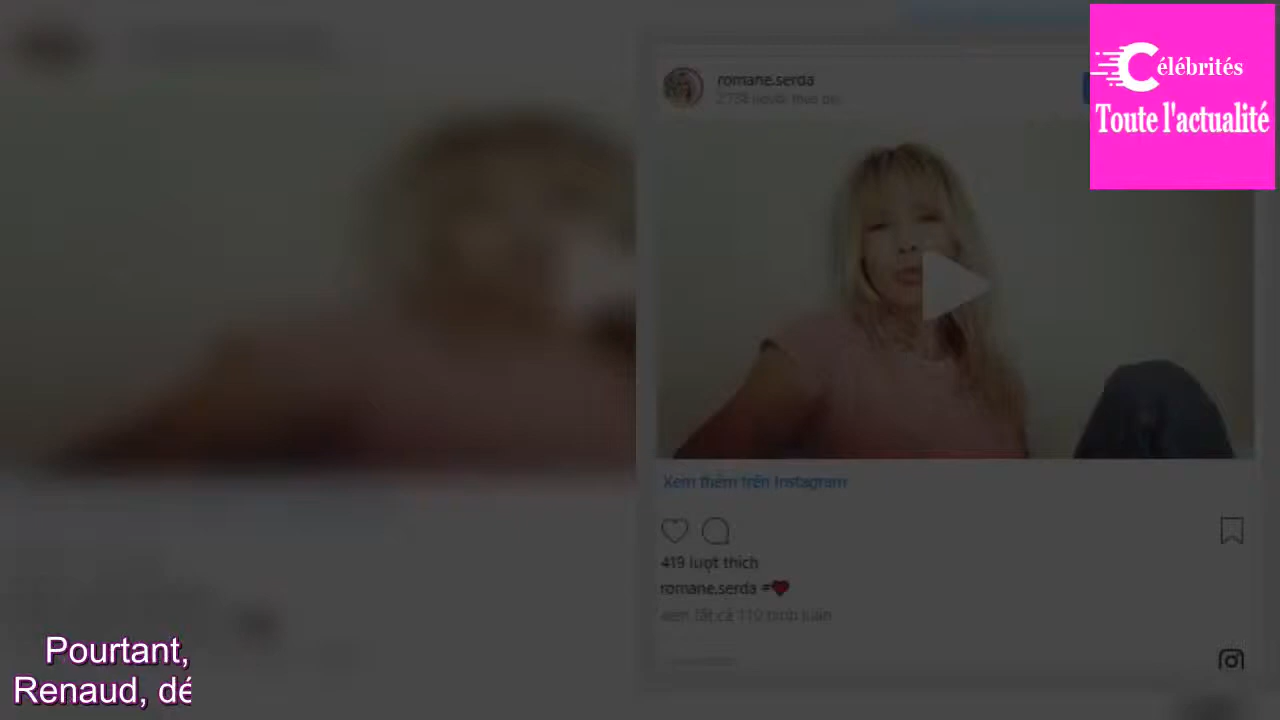 Célébrités
Toute l'actualité
romane.serda
Xem thêm trên Instagram
419 lượt thích
romane.serda #❤
Pourtant,
Renaud, dé